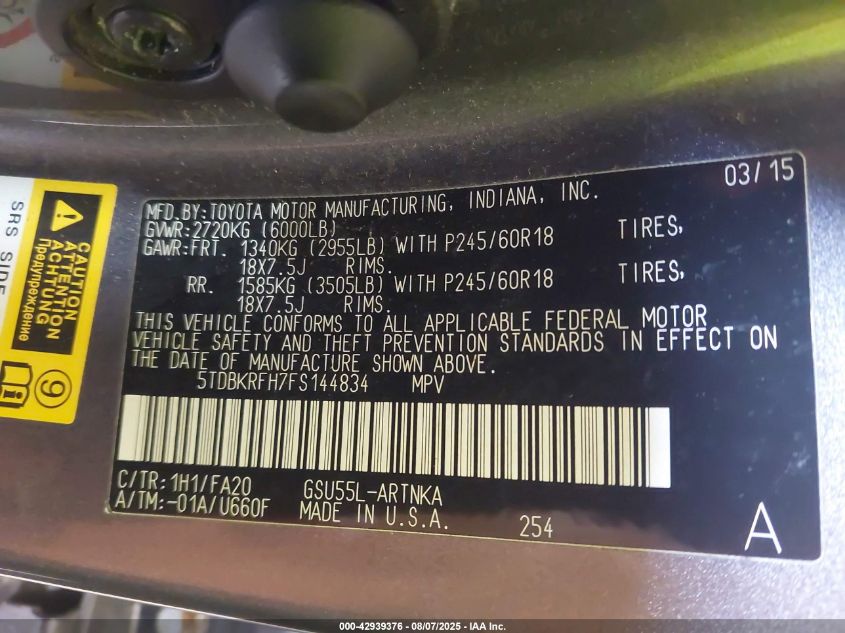 03/15
MFD.BY:TOYOTA MOTOR MANUFACTURING, INDIANA, INC.
GVWR:2720KG (6000LB)
GAWR:FRT. 1340KG (2955LB) WITH P245/60R18 TIRES,
18X7.5J RIMS.
RR. 1585KG (3505LB) WITH P245/60R18 TIRES,
18X7.5J RIMS.
THIS VEHICLE CONFORMS TO ALL APPLICABLE FEDERAL MOTOR
VEHICLE SAFETY AND THEFT PREVENTION STANDARDS IN EFFECT ON
THE DATE OF MANUFACTURE SHOWN ABOVE.
5TDBKRFH7FS144834 MPV
C/TR:1H1/FA20 GSU55L-ARTNKA
A/TM:-01A/U660F MADE IN U.S.A. 254 A
SRS SIDE
CAUTION
ATTENTION
ACHTUNG
Предупреждение
9
000-42939376 - 08/07/2025 - IAA Inc.